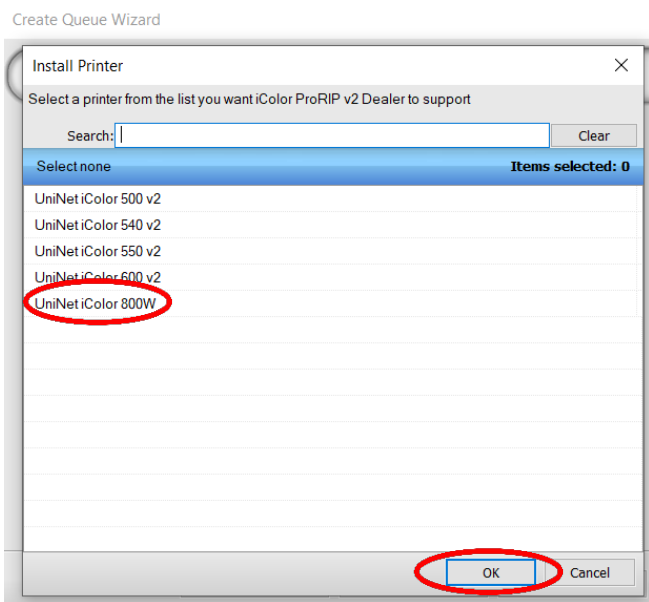 Create Queue Wizard
Install Printer
Select a printer from the list you want iColor ProRIP v2 Dealer to support
Search: Clear
Select none Items selected: 0
UniNet iColor 500 v2
UniNet iColor 540 v2
UniNet iColor 550 v2
UniNet iColor 600 v2
UniNet iColor 800W
OK Cancel